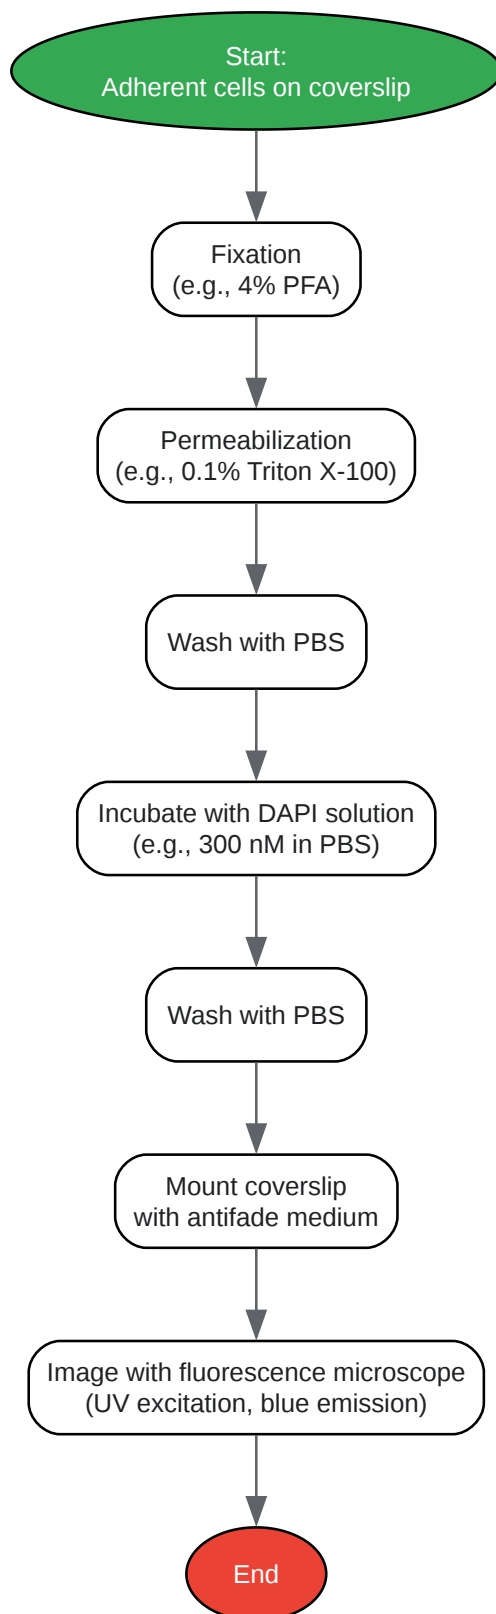 Start:
Adherent cells on coverslip
Fixation
(e.g., 4% PFA)
Permeabilization
(e.g., 0.1% Triton X-100)
Wash with PBS
Incubate with DAPI solution
(e.g., 300 nM in PBS)
Wash with PBS
Mount coverslip
with antifade medium
Image with fluorescence microscope
(UV excitation, blue emission)
End